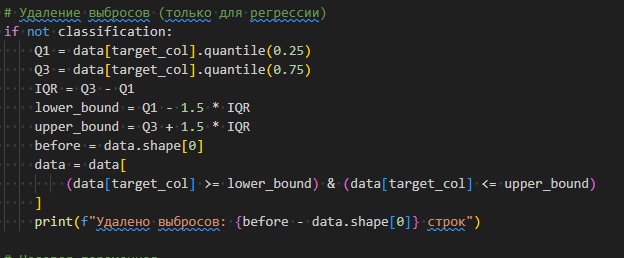 # Удаление выбросов (только для регрессии)
if not classification:
    Q1 = data[target_col].quantile(0.25)
    Q3 = data[target_col].quantile(0.75)
    IQR = Q3 - Q1
    lower_bound = Q1 - 1.5 * IQR
    upper_bound = Q3 + 1.5 * IQR
    before = data.shape[0]
    data = data[
        (data[target_col] >= lower_bound) & (data[target_col] <= upper_bound)
    ]
    print(f"Удалено выбросов: {before - data.shape[0]} строк")